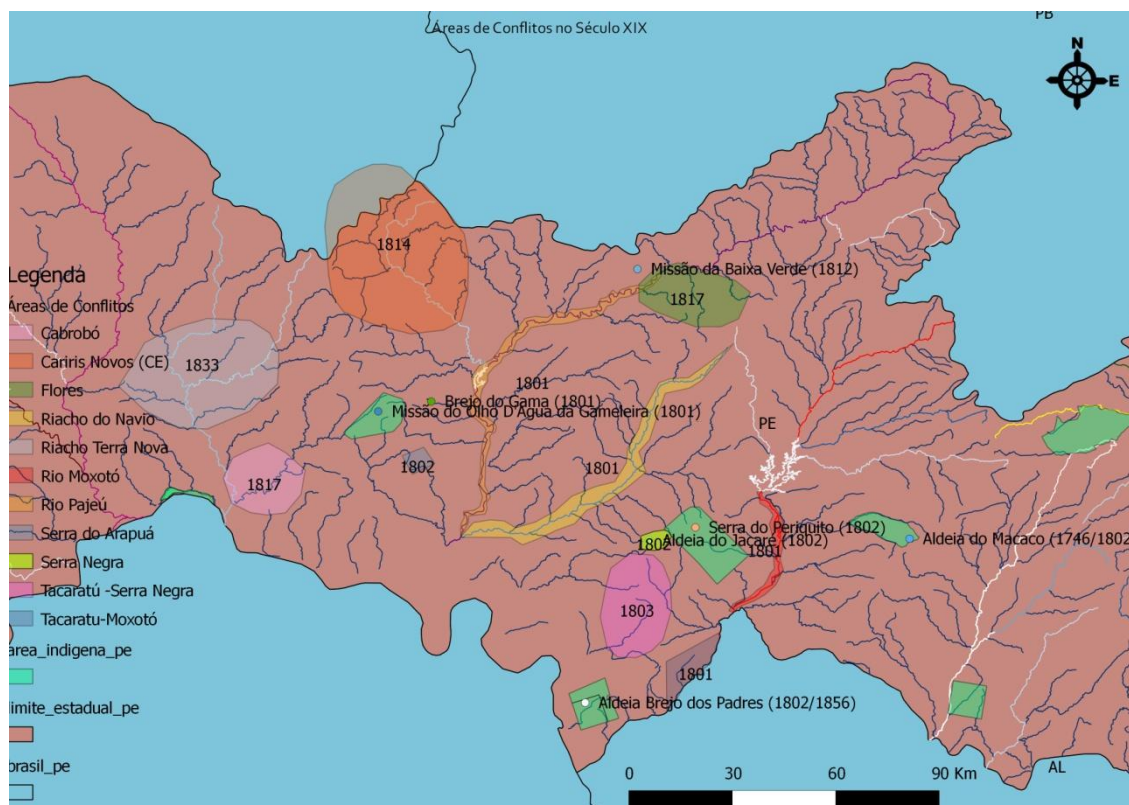 Áreas de Conflitos no Século XIX
PB
N
E
1814
Missão da Baixa Verde (1812)
1817
Legenda
Áreas de Conflitos
Cabrobó
Cariris Novos (CE)
Flores
Riacho do Navio
Riacho Terra Nova
Rio Moxotó
Rio Pajeú
Serra do Arapuá
Serra Negra
Tacaratú -Serra Negra
Tacaratu-Moxotó
área_indigena_pe
limite_estadual_pe
brasil_pe
1833
1801
Brejo do Gama (1801)
Missão do Olho D'Agua da Gameleira (1801)
PE
1802
1801
1817
Serra do Periquito (1802)
1802
Aldeia do Jacaré (1802)
1801
Aldeia do Macaco (1746/1802
1803
1801
Aldeia Brejo dos Padres (1802/1856)
AL
0 30 60 90 Km